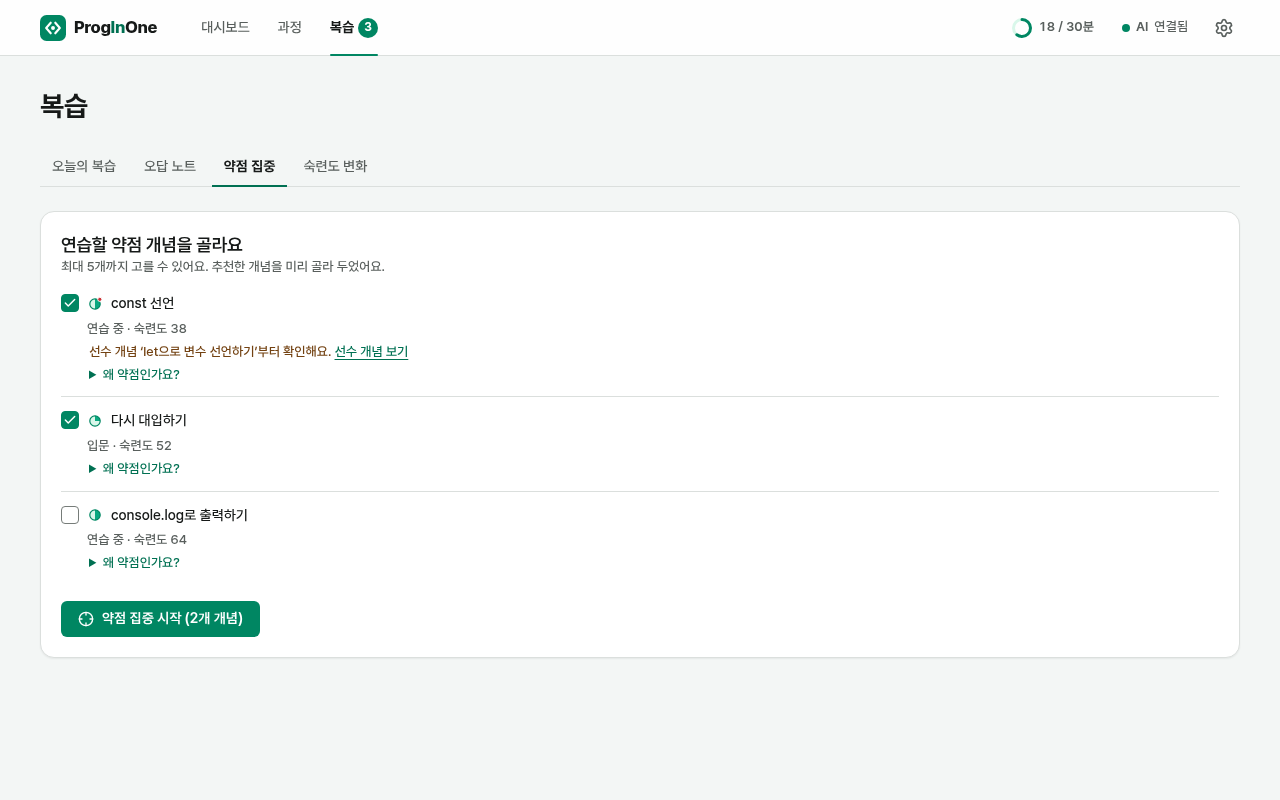 ProgInOne
대시보드
과정
복습 3
18 / 30분
AI 연결됨
복습
오늘의 복습
오답 노트
약점 집중
숙련도 변화
연습할 약점 개념을 골라요
최대 5개까지 고를 수 있어요. 추천한 개념을 미리 골라 두었어요.
const 선언
연습 중 · 숙련도 38
선수 개념 ‘let으로 변수 선언하기’부터 확인해요. 선수 개념 보기
왜 약점인가요?
다시 대입하기
입문 · 숙련도 52
왜 약점인가요?
console.log로 출력하기
연습 중 · 숙련도 64
왜 약점인가요?
약점 집중 시작 (2개 개념)